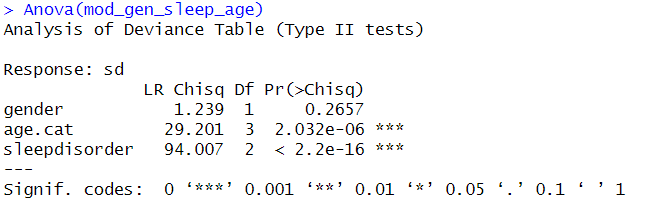 > Anova(mod_gen_sleep_age)
Analysis of Deviance Table (Type II tests)
Response: sd
LR Chisq Df Pr(>Chisq)
gender 1.239 1 0.2657
age.cat 29.201 3 2.032e-06 ***
sleepdisorder 94.007 2 < 2.2e-16 ***
---
Signif. codes: 0 ‘***’ 0.001 ‘**’ 0.01 ‘*’ 0.05 ‘.’ 0.1 ‘ ’ 1